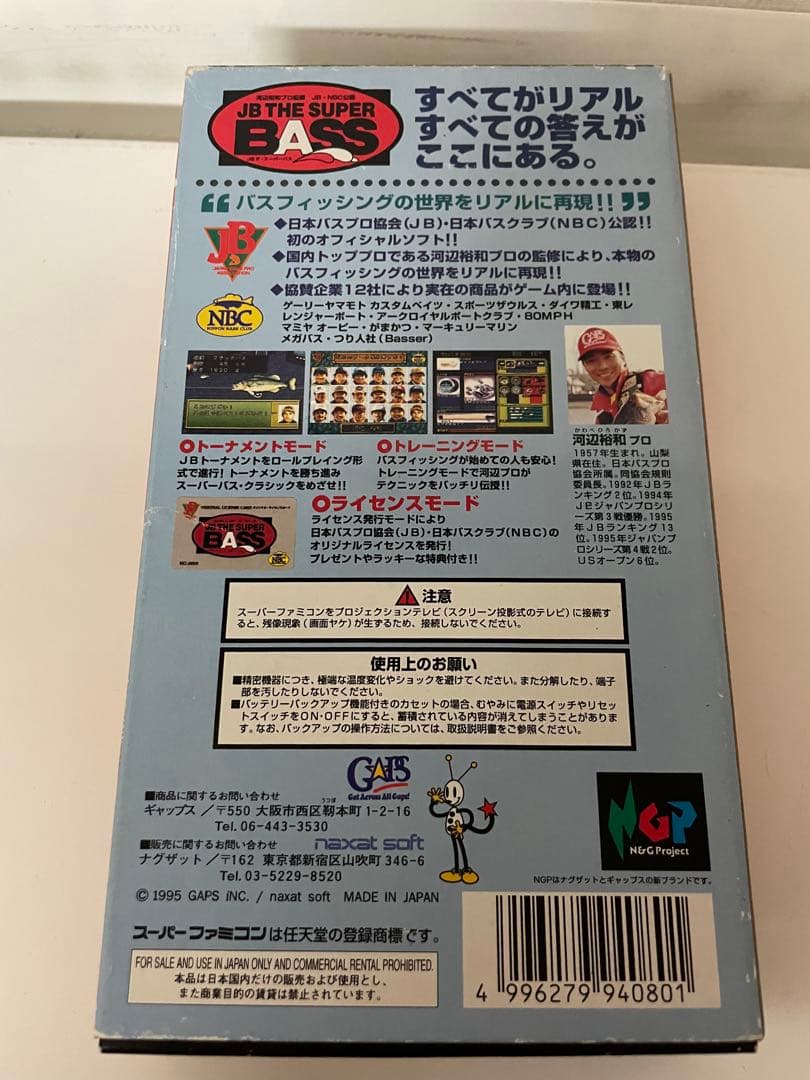 河辺裕和プロ監修 JB・NBC公認
JB THE SUPER
BASS
JBザ・スーパーバス
すべてがリアル
すべての答えが
ここにある。
バスフィッシングの世界をリアルに再現!!
JB
JAPAN BASS PRO
ASSOCIATION
◆日本バスプロ協会(JB)・日本バスクラブ(NBC)公認!!
初のオフィシャルソフト!!
◆国内トッププロである河辺裕和プロの監修により、本物の
バスフィッシングの世界をリアルに再現!!
◆協賛企業12社により実在の商品がゲーム内に登場!!
NBC
NIPPON BASS CLUB
ゲーリーヤマモト カスタムベイツ・スポーツザウルス・ダイワ精工・東レ
レンジャーボート・アークロイヤルボートクラブ・80MPH
マミヤ オーピー・がまかつ・マーキュリーマリン
メガバス・つり人社(Basser)
GAPS
トーナメントモード
JBトーナメントをロールプレイング形
式で進行!トーナメントを勝ち進み
スーパーバス・クラシックをめざせ!!
トレーニングモード
バスフィッシングが始めての人も安心!
トレーニングモードで河辺プロが
テクニックをバッチリ伝授!!
かわべひろかず
河辺裕和 プロ
1957年生まれ。山梨
県在住。日本バスプロ
協会所属。同協会規則
委員長。1992年JBラ
ンキング2位。1994年
JBジャパンプロシリ
ーズ第3戦優勝。1995
年JBランキング13
位。1995年ジャパンプ
ロシリーズ第4戦2位。
USオープン6位。
JB THE SUPER
BASS
NBC
ライセンスモード
ライセンス発行モードにより
日本バスプロ協会(JB)・日本バスクラブ(NBC)の
オリジナルライセンスを発行!
プレゼントやラッキーな特典付き!!
注意
スーパーファミコンをプロジェクションテレビ(スクリーン投影式のテレビ)に接続す
ると、残像現象(画面ヤケ)が生ずるため、接続しないでください。
使用上のお願い
■精密機器につき、極端な温度変化やショックを避けてください。また分解したり、端子
部を汚したりしないでください。
■バッテリーバックアップ機能付きのカセットの場合、むやみに電源スイッチやリセッ
トスイッチをON・OFFにすると、蓄積されている内容が消えてしまうことがありま
す。なお、バックアップの操作方法については、取扱説明書をご参照ください。
GAPS
Get Across All Gaps!
■商品に関するお問い合わせ
うつぼ
ギャップス/〒550 大阪市西区靱本町1-2-16
Tel. 06-443-3530
■販売に関するお問い合わせ
naxat soft
ナグザット/〒162 東京都新宿区山吹町346-6
Tel. 03-5229-8520
NGP
N&G Project
NGPはナグザットとギャップスの新ブランドです。
© 1995 GAPS iNC. / naxat soft MADE IN JAPAN
スーパーファミコンは任天堂の登録商標です。
FOR SALE AND USE IN JAPAN ONLY AND COMMERCIAL RENTAL PROHIBITED.
本品は日本国内だけの販売および使用とし、
また商業目的の賃貸は禁止されています。
4 996279 940801